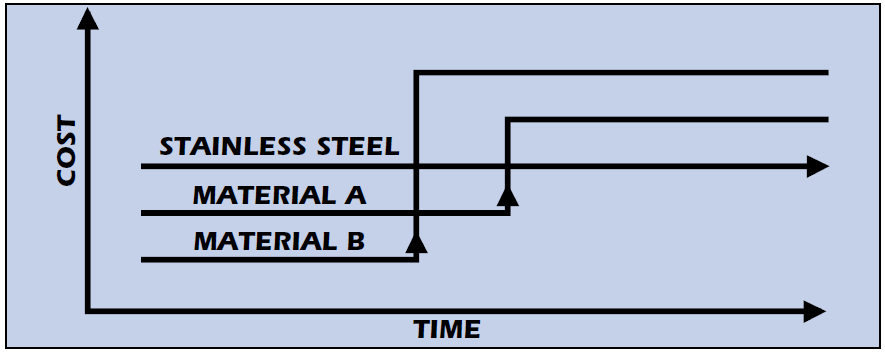 COST
STAINLESS STEEL
MATERIAL A
MATERIAL B
TIME